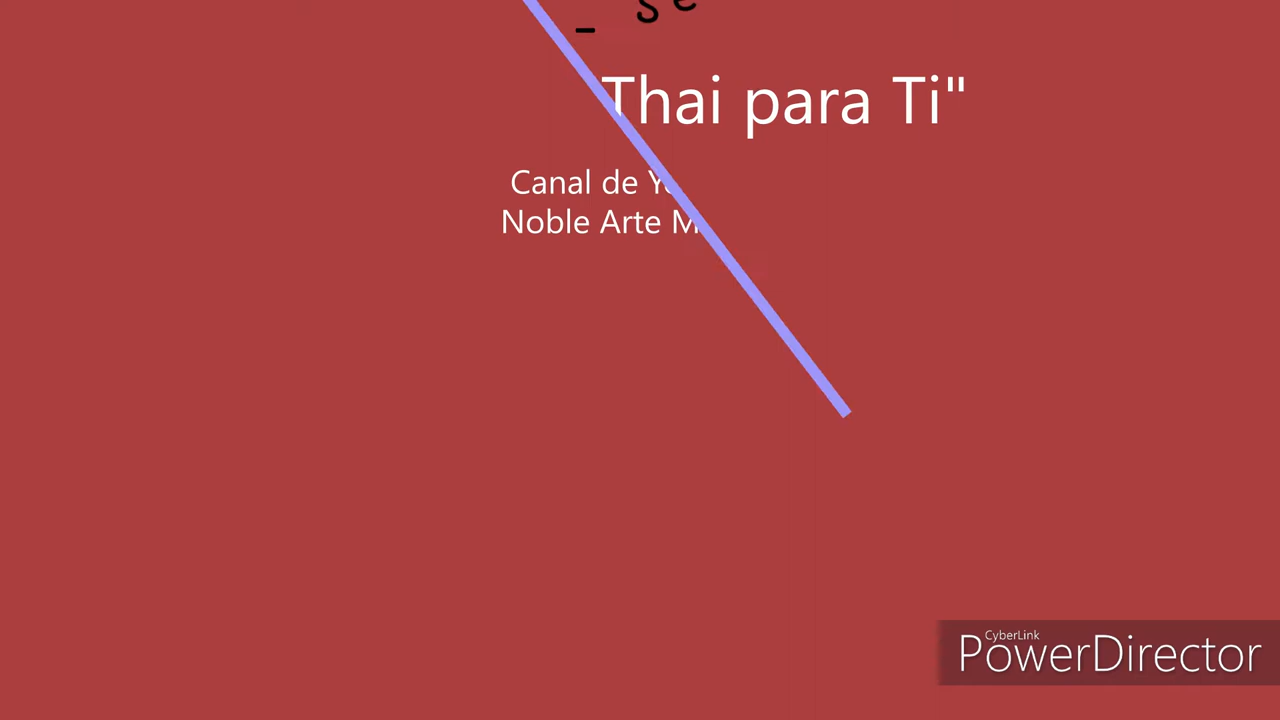 Thai para Ti"
Canal de
Noble Arte
CyberLink
PowerDirector